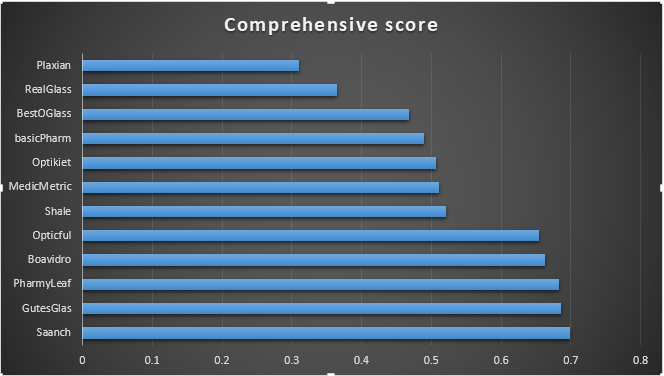 Comprehensive score
Plaxian
RealGlass
BestOGlass
basicPharm
Optikiet
MedicMetric
Shale
Opticful
Boavidro
PharmyLeaf
GutesGlas
Saanch
0 0.1 0.2 0.3 0.4 0.5 0.6 0.7 0.8